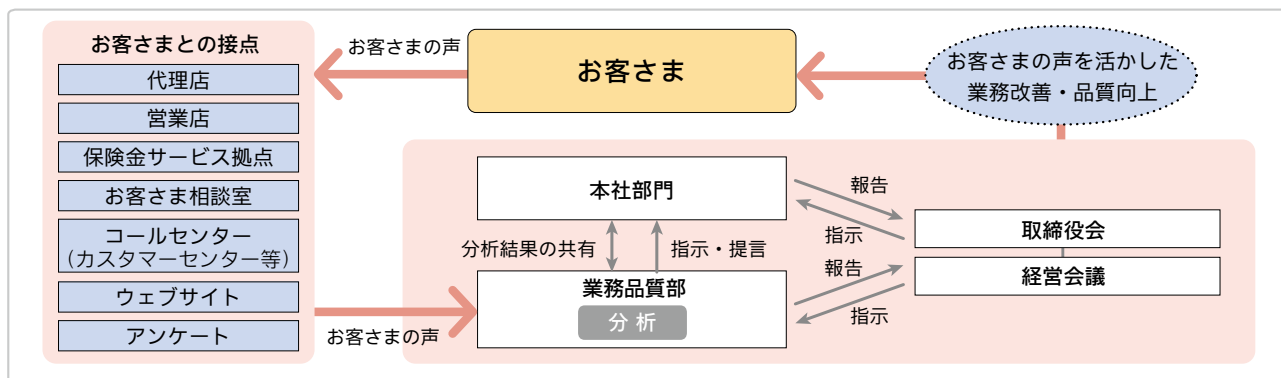 お客さまとの接点
代理店
営業店
保険金サービス拠点
お客さま相談室
コールセンター
(カスタマーセンター等)
ウェブサイト
アンケート
お客さまの声
お客さま
お客さまの声を活かした
業務改善・品質向上
お客さまの声
本社部門
分析結果の共有
指示・提言
業務品質部
分析
報告
指示
報告
指示
取締役会
経営会議